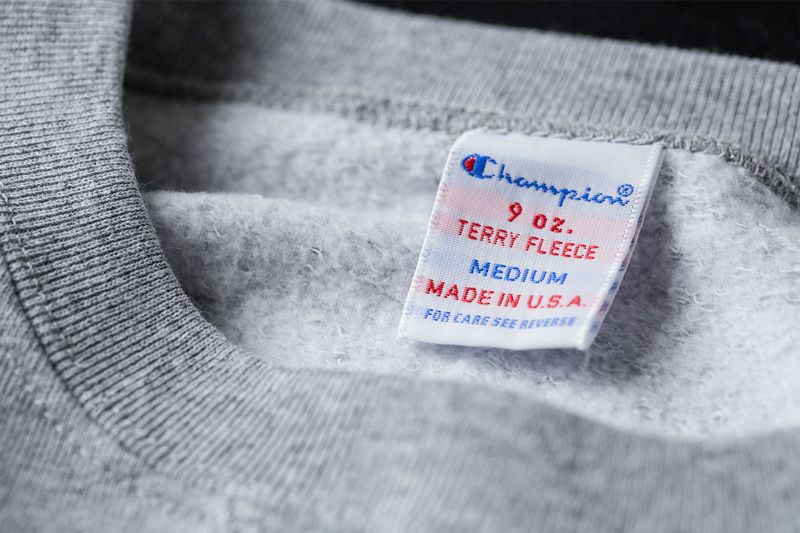 Champion®
9 oz.
TERRY FLEECE
MEDIUM
MADE IN U.S.A.
FOR CARE SEE REVERSE